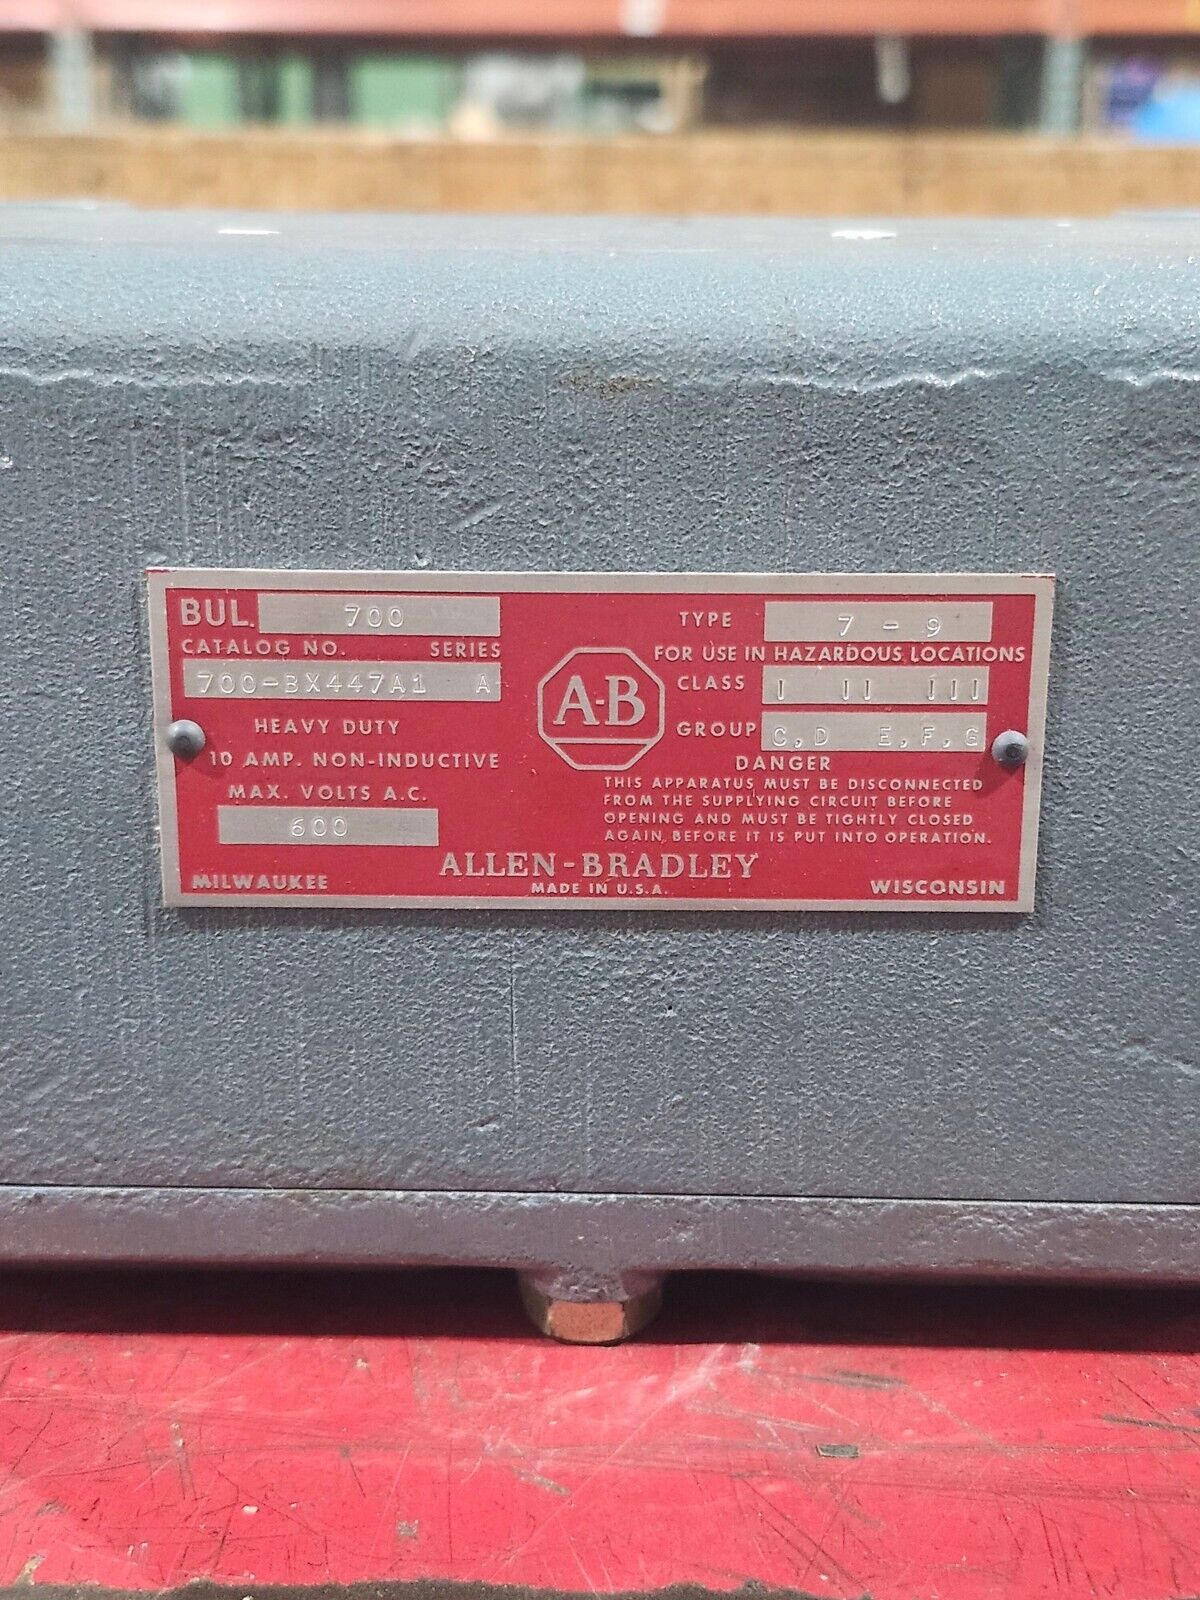 BUL. 700
CATALOG NO. SERIES
700-BX447A1 A
HEAVY DUTY
10 AMP. NON-INDUCTIVE
MAX. VOLTS A.C.
600
A-B
TYPE 7 - 9
FOR USE IN HAZARDOUS LOCATIONS
CLASS I II III
GROUP C,D E,F,G
DANGER
THIS APPARATUS MUST BE DISCONNECTED
FROM THE SUPPLYING CIRCUIT BEFORE
OPENING AND MUST BE TIGHTLY CLOSED
AGAIN, BEFORE IT IS PUT INTO OPERATION.
ALLEN-BRADLEY
MILWAUKEE MADE IN U.S.A. WISCONSIN